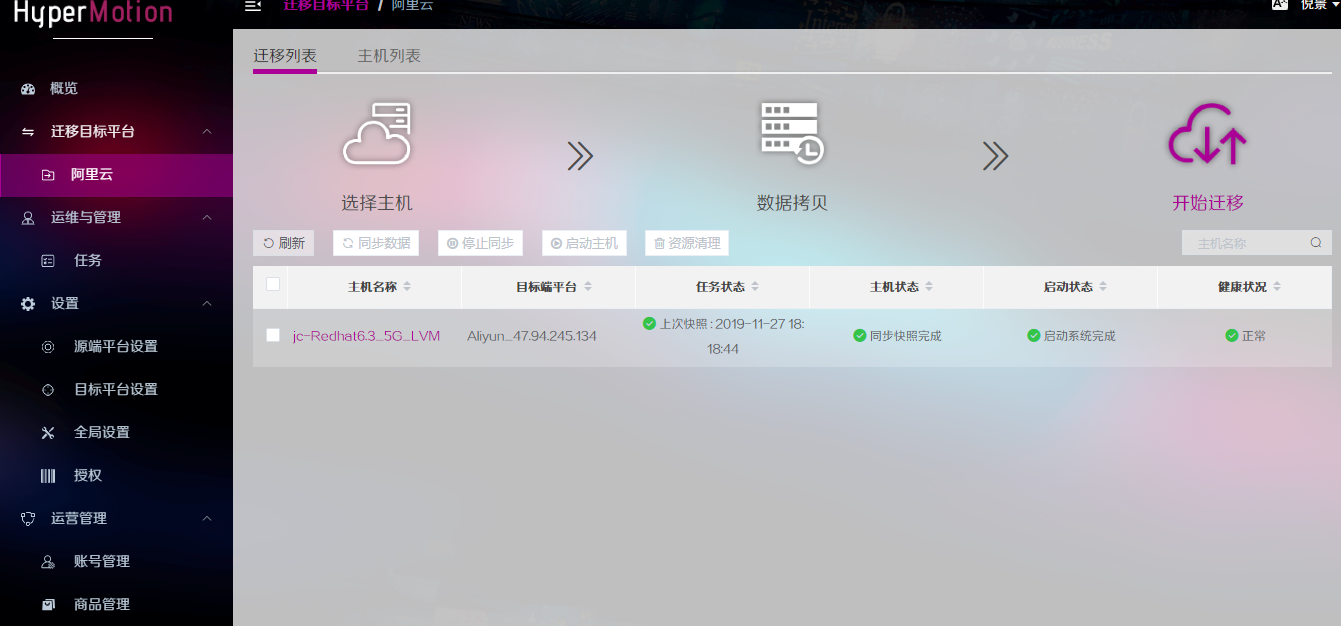 HyperMotion
迁移目标平台 / 阿里云
悦景
概览
迁移目标平台
阿里云
运维与管理
任务
设置
源端平台设置
目标平台设置
全局设置
授权
运营管理
账号管理
商品管理
迁移列表 主机列表
选择主机 数据拷贝 开始迁移
刷新 同步数据 停止同步 启动主机 资源清理 主机名称
主机名称 目标端平台 任务状态 主机状态 启动状态 健康状况
jc-Redhat6.3_5G_LVM Aliyun_47.94.245.134 上次快照:2019-11-27 18: 同步快照完成 启动系统完成 正常
18:44